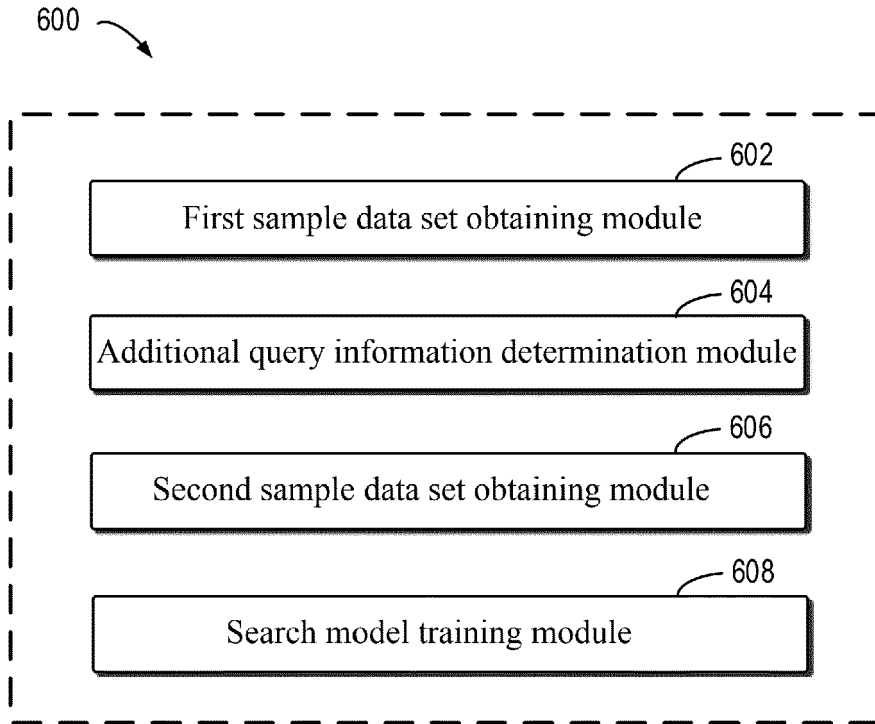 600
602
First sample data set obtaining module
604
Additional query information determination module
606
Second sample data set obtaining module
608
Search model training module